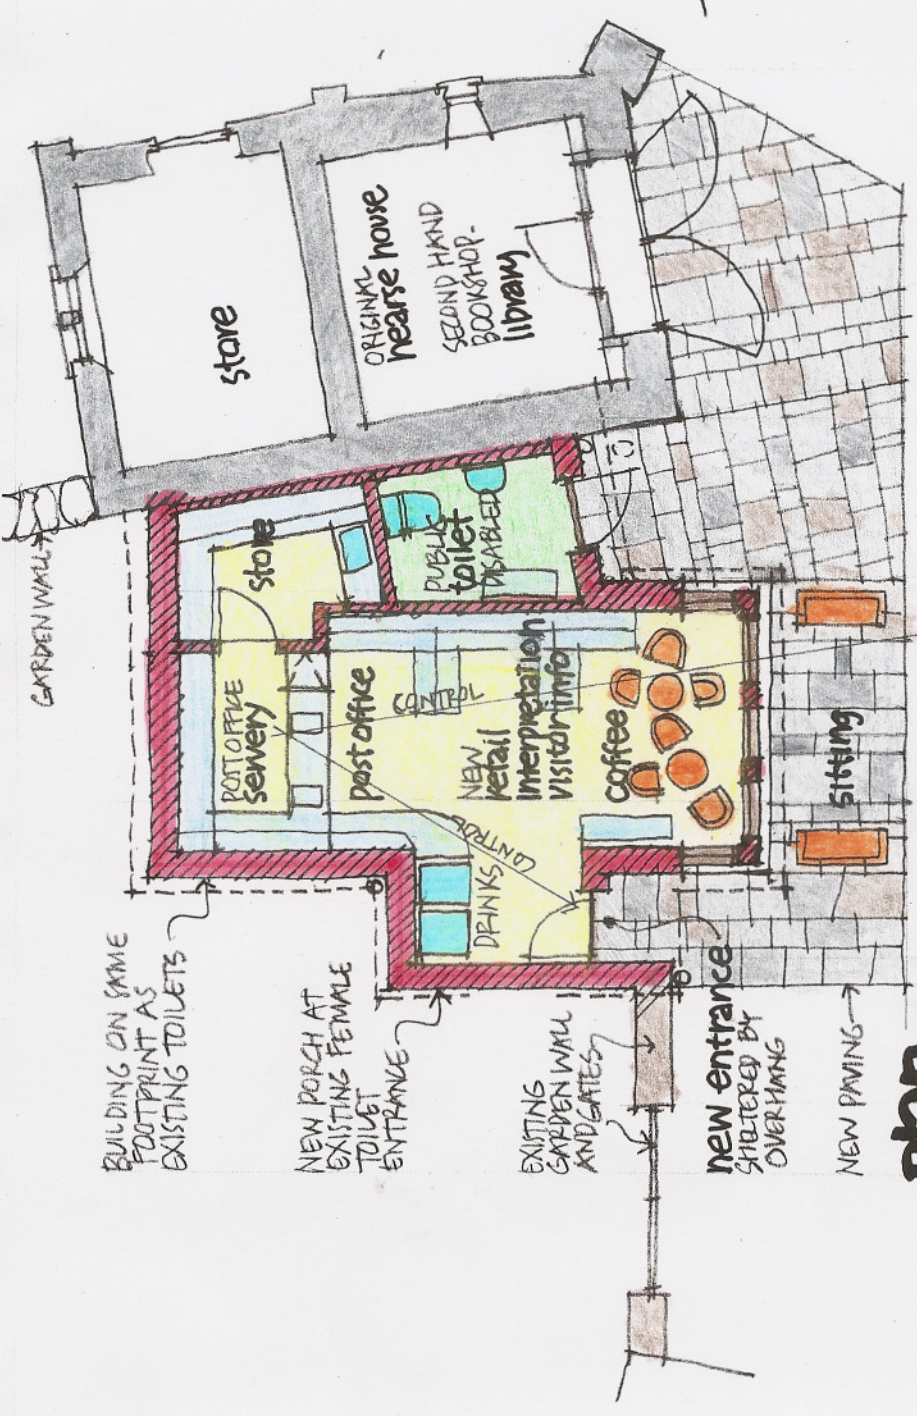 GARDEN WALL
store
ORIGINAL
hearse house
SECOND HAND
BOOKSHOP-
library
store
PUBLIC
toilet
DISABLED
POST OFFICE
servery
post office
CONTROL
NEW
retail
interpretation
visitor info
coffee
sitting
CONTROL
DRINKS
BUILDING ON SAME
FOOTPRINT AS
EXISTING TOILETS
NEW PORCH AT
EXISTING FEMALE
TOILET
ENTRANCE
EXISTING
GARDEN WALL
AND GATES
new entrance
SHELTERED BY
OVERHANG
NEW PAVING